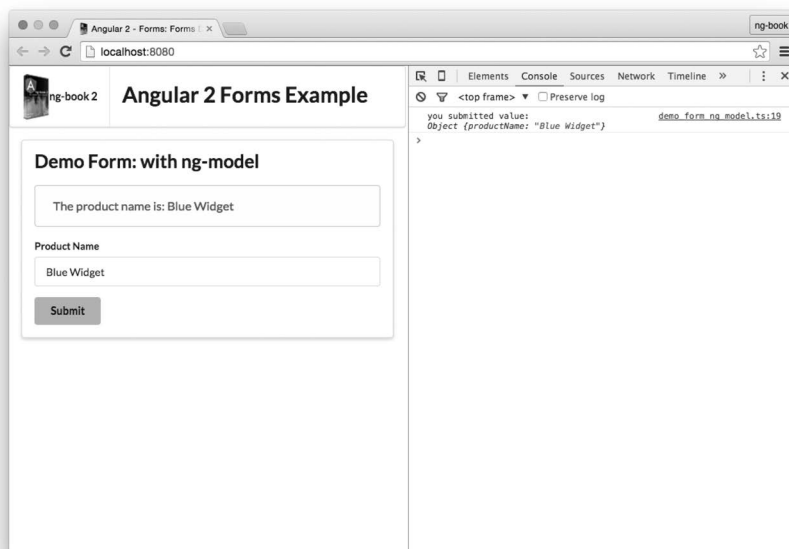 Angular 2 - Forms: Forms
ng-book
localhost:8080
ng-book 2
Angular 2 Forms Example
Demo Form: with ng-model
The product name is: Blue Widget
Product Name
Blue Widget
Submit
Elements Console Sources Network Timeline »
<top frame> ▼ Preserve log
you submitted value: demo_form_ng_model.ts:19
Object {productName: "Blue Widget"}
>